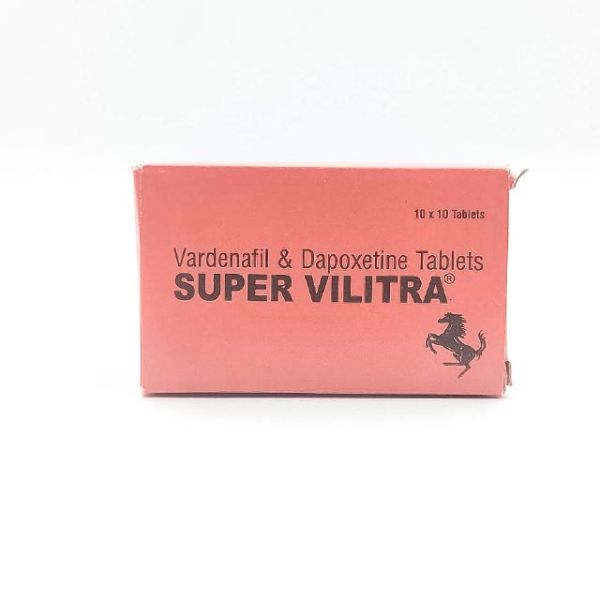 10 x 10 Tablets
Vardenafil & Dapoxetine Tablets
SUPER VILITRA®